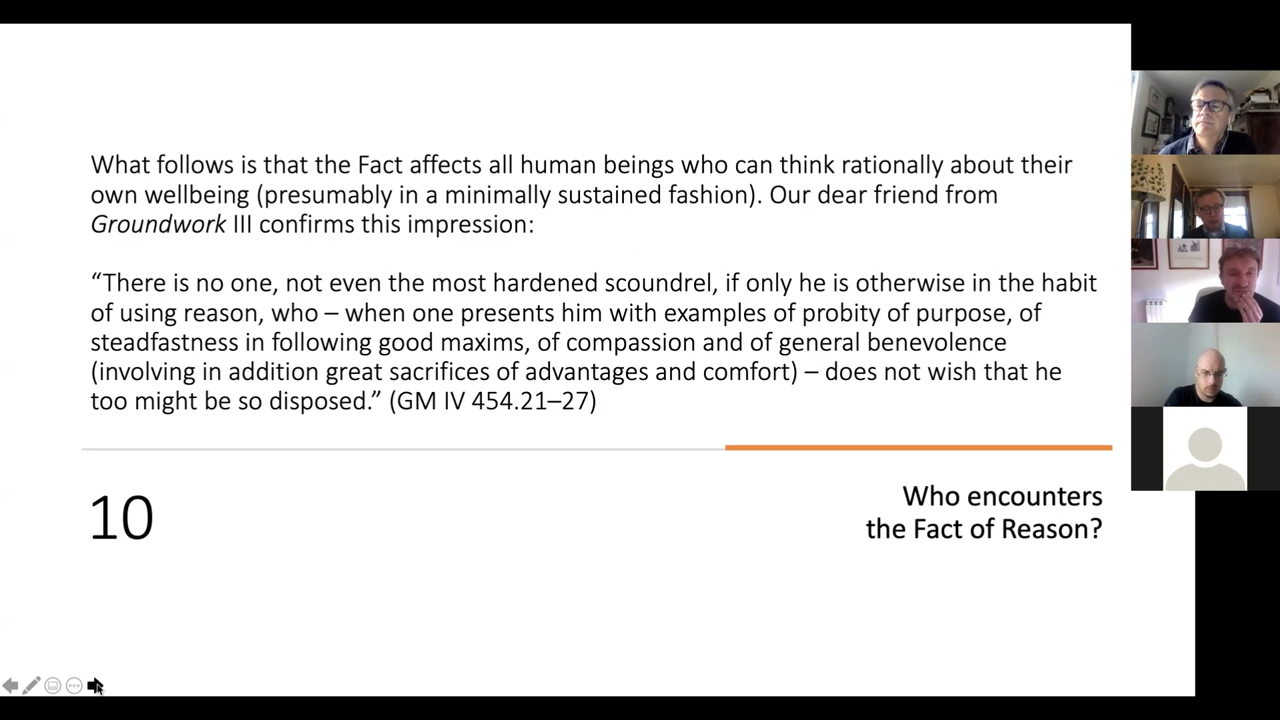 What follows is that the Fact affects all human beings who can think rationally about their
own wellbeing (presumably in a minimally sustained fashion). Our dear friend from
Groundwork III confirms this impression:
“There is no one, not even the most hardened scoundrel, if only he is otherwise in the habit
of using reason, who – when one presents him with examples of probity of purpose, of
steadfastness in following good maxims, of compassion and of general benevolence
(involving in addition great sacrifices of advantages and comfort) – does not wish that he
too might be so disposed.” (GM IV 454.21–27)
10
Who encounters
the Fact of Reason?